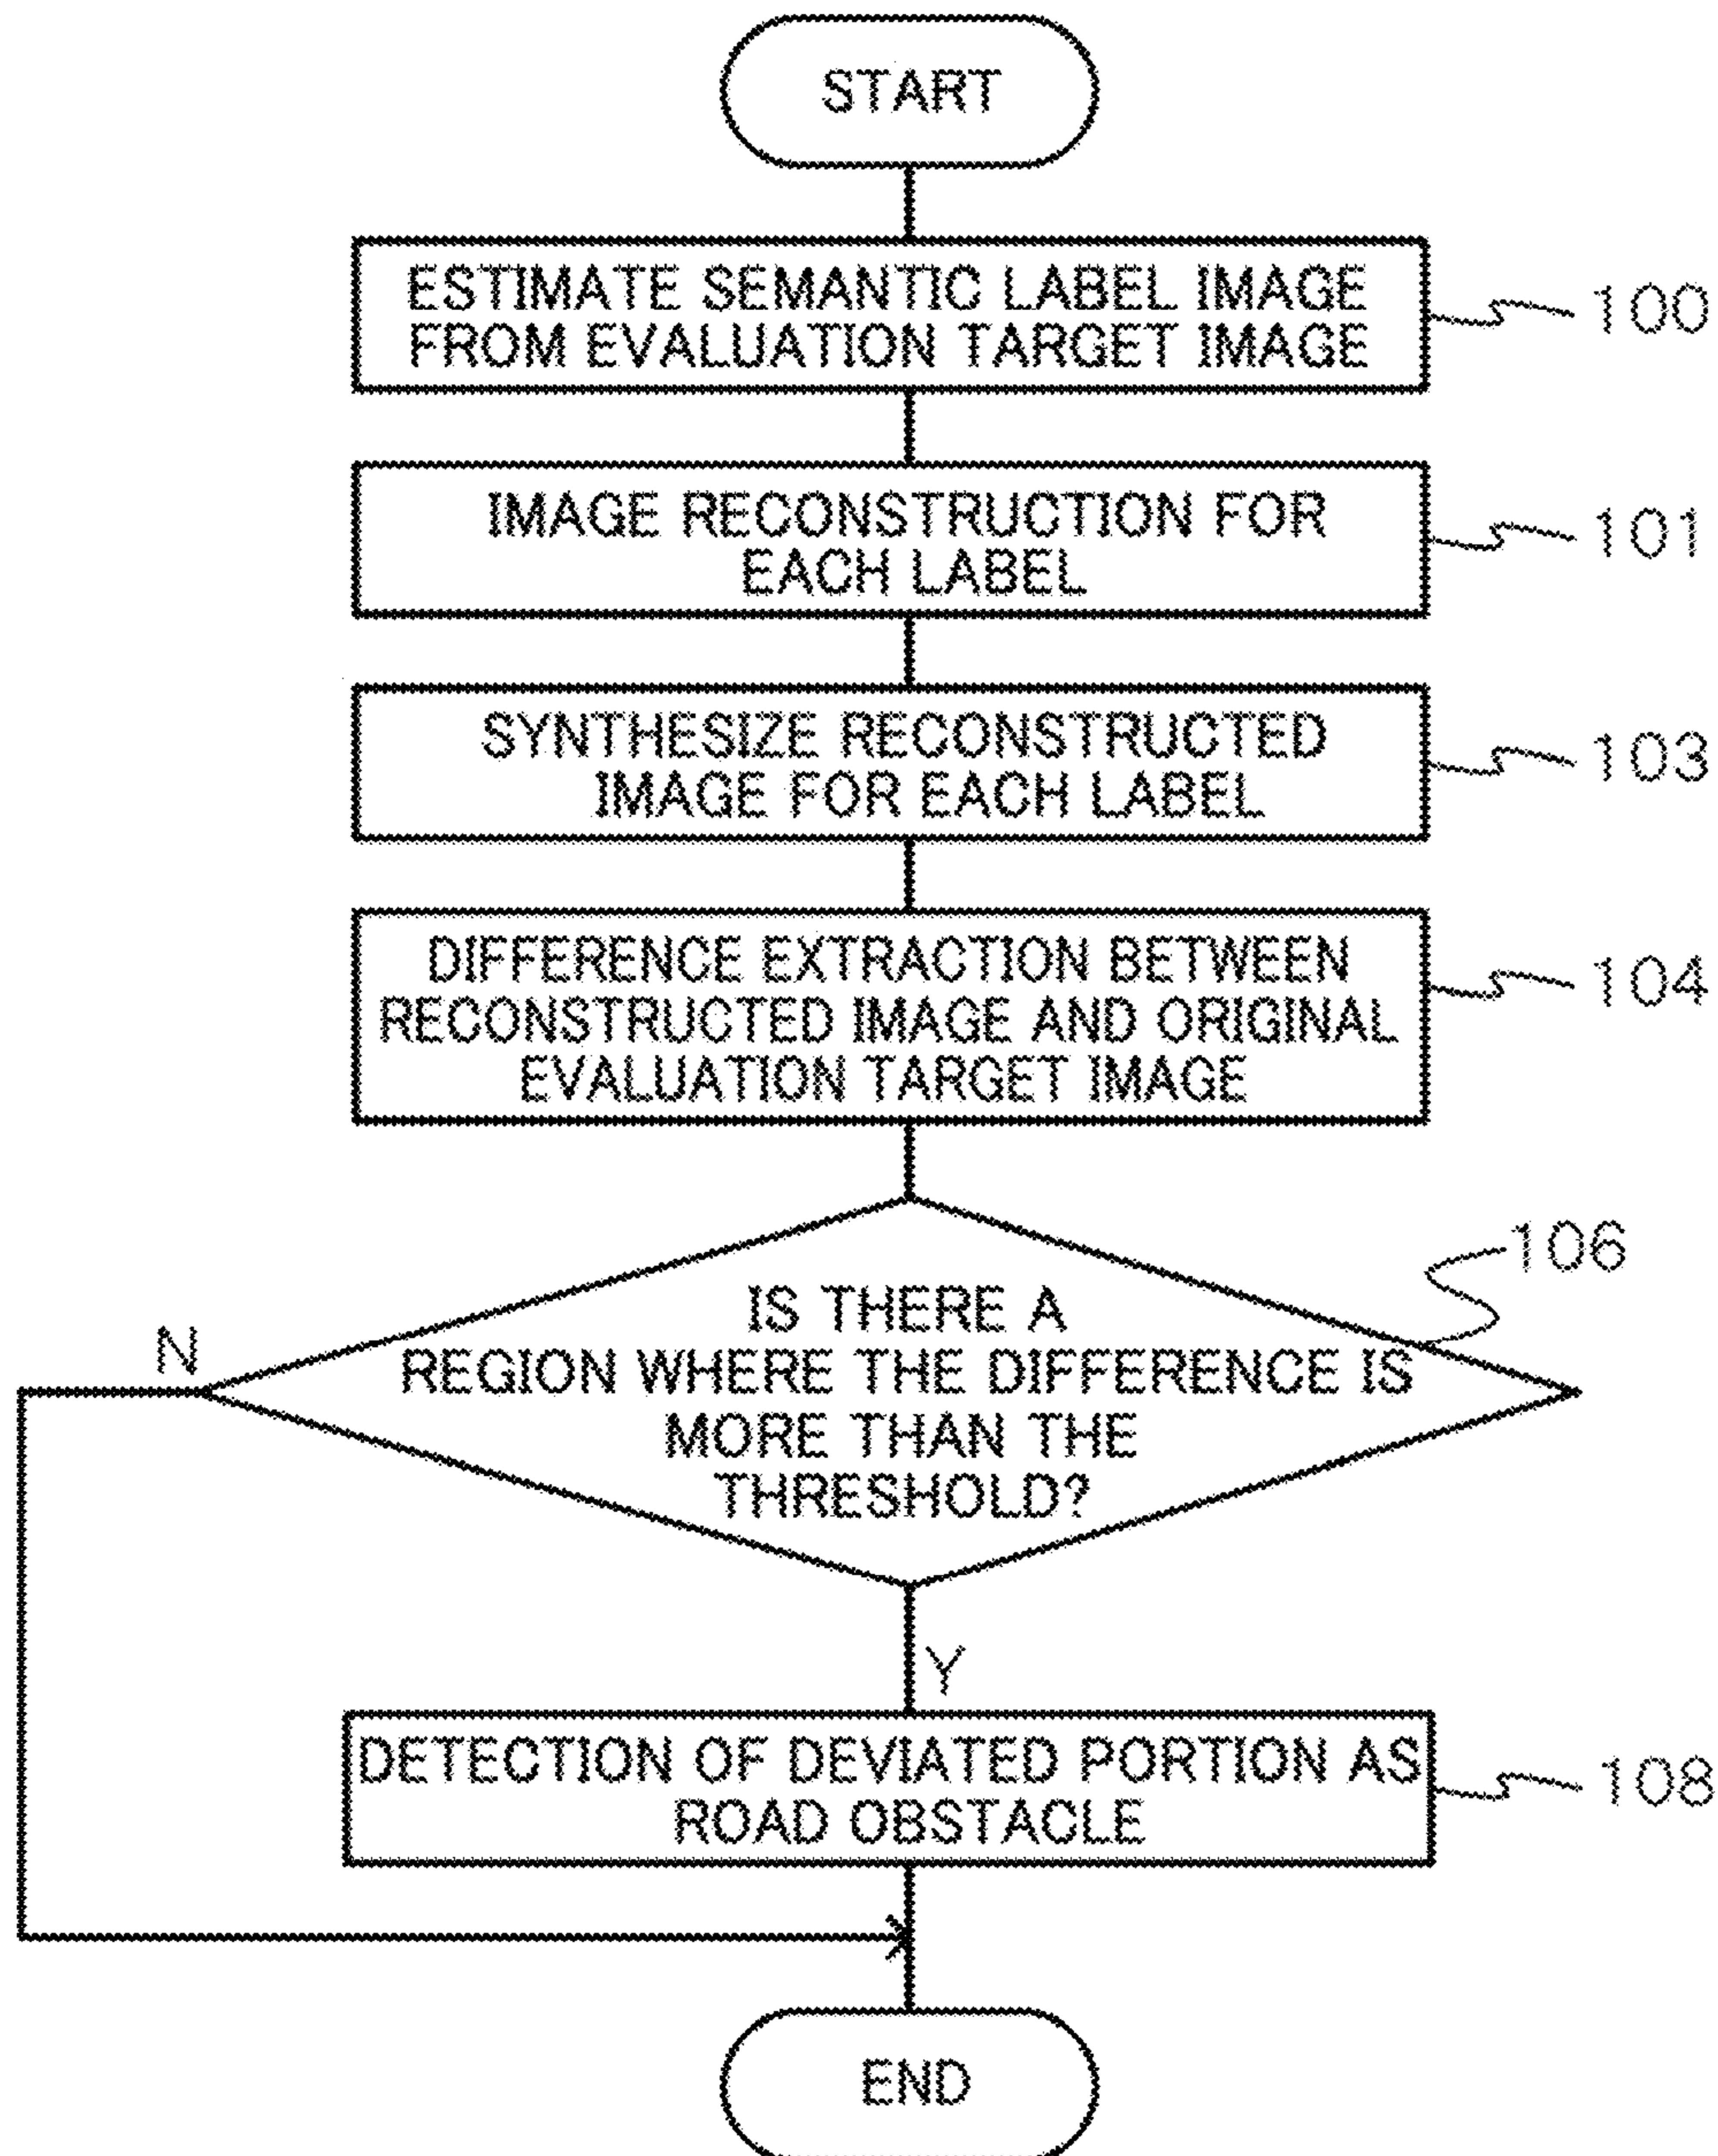 START
ESTIMATE SEMANTIC LABEL IMAGE
FROM EVALUATION TARGET IMAGE
100
IMAGE RECONSTRUCTION FOR
EACH LABEL
101
SYNTHESIZE RECONSTRUCTED
IMAGE FOR EACH LABEL
103
DIFFERENCE EXTRACTION BETWEEN
RECONSTRUCTED IMAGE AND ORIGINAL
EVALUATION TARGET IMAGE
104
106
IS THERE A
REGION WHERE THE DIFFERENCE IS
MORE THAN THE
THRESHOLD?
N
Y
DETECTION OF DEVIATED PORTION AS
ROAD OBSTACLE
108
END